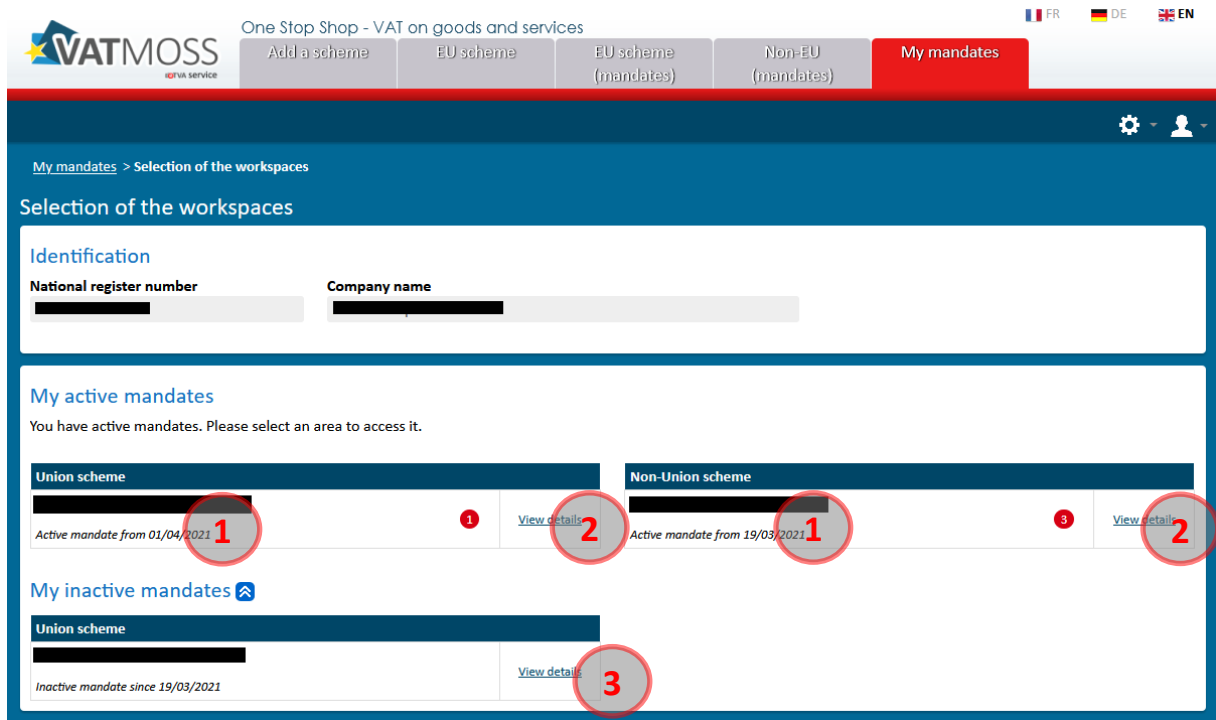 FR DE EN
VATMOSS
TVA service
One Stop Shop - VAT on goods and services
Add a scheme
EU scheme
EU scheme
(mandates)
Non-EU
(mandates)
My mandates
My mandates > Selection of the workspaces
Selection of the workspaces
Identification
National register number Company name
My active mandates
You have active mandates. Please select an area to access it.
Union scheme
1 View details 2
Active mandate from 01/04/2021 1
Non-Union scheme
3 View details 2
Active mandate from 19/03/2021 1
My inactive mandates
Union scheme
View details 3
Inactive mandate since 19/03/2021